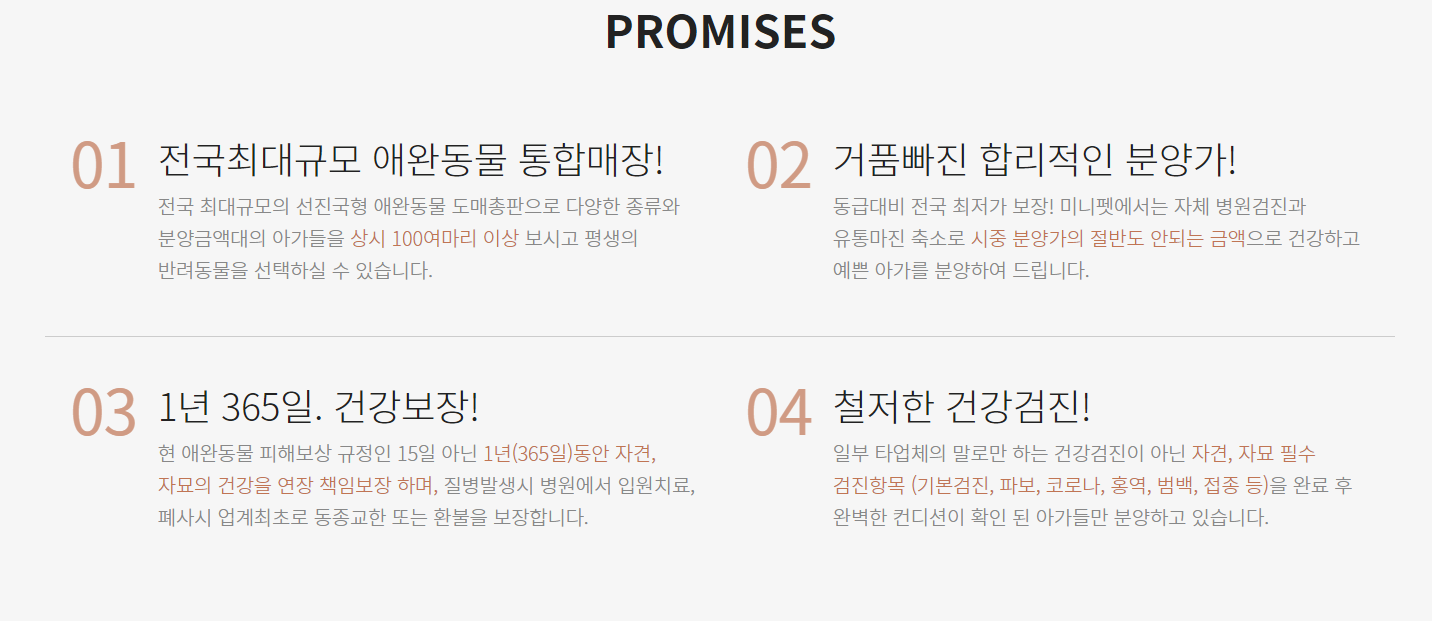 PROMISES
01
전국최대규모 애완동물 통합매장!
전국 최대규모의 선진국형 애완동물 도매총판으로 다양한 종류와
분양금액대의 아가들을 상시 100여마리 이상 보시고 평생의
반려동물을 선택하실 수 있습니다.
02
거품빠진 합리적인 분양가!
동급대비 전국 최저가 보장! 미니펫에서는 자체 병원검진과
유통마진 축소로 시중 분양가의 절반도 안되는 금액으로 건강하고
예쁜 아가를 분양하여 드립니다.
03
1년 365일. 건강보장!
현 애완동물 피해보상 규정인 15일 아닌 1년(365일)동안 자견,
자묘의 건강을 연장 책임보장 하며, 질병발생시 병원에서 입원치료,
폐사시 업계최초로 동종교환 또는 환불을 보장합니다.
04
철저한 건강검진!
일부 타업체의 말로만 하는 건강검진이 아닌 자견, 자묘 필수
검진항목 (기본검진, 파보, 코로나, 홍역, 범백, 접종 등)을 완료 후
완벽한 컨디션이 확인 된 아가들만 분양하고 있습니다.